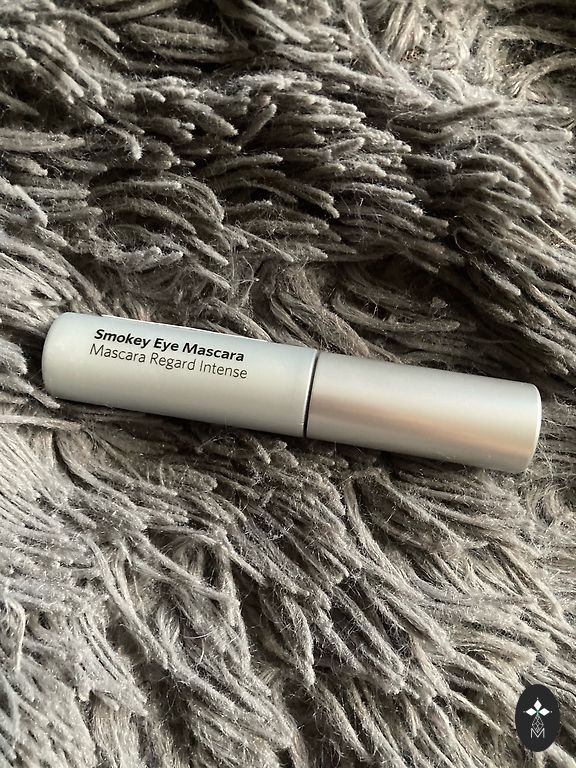 Smokey Eye Mascara
Mascara Regard Intense
M